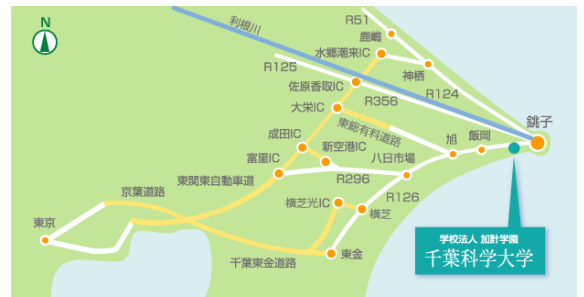 N
利根川
R51
鹿嶋
水郷潮来IC
R125
神栖
佐原香取IC
R124
R356
大栄IC
東総有料道路
銚子
成田IC
旭
飯岡
新空港IC
八日市場
富里IC
R296
東関東自動車道
R126
京葉道路
横芝光IC
横芝
東京
千葉東金道路
東金
学校法人 加計学園
千葉科学大学